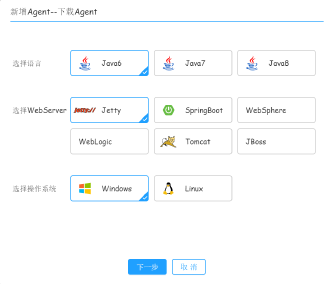 新增Agent--下载Agent
选择语言 Java6 Java7 Java8
选择WebServer Jetty SpringBoot WebSphere
WebLogic Tomcat JBoss
选择操作系统 Windows Linux
下一步 取 消